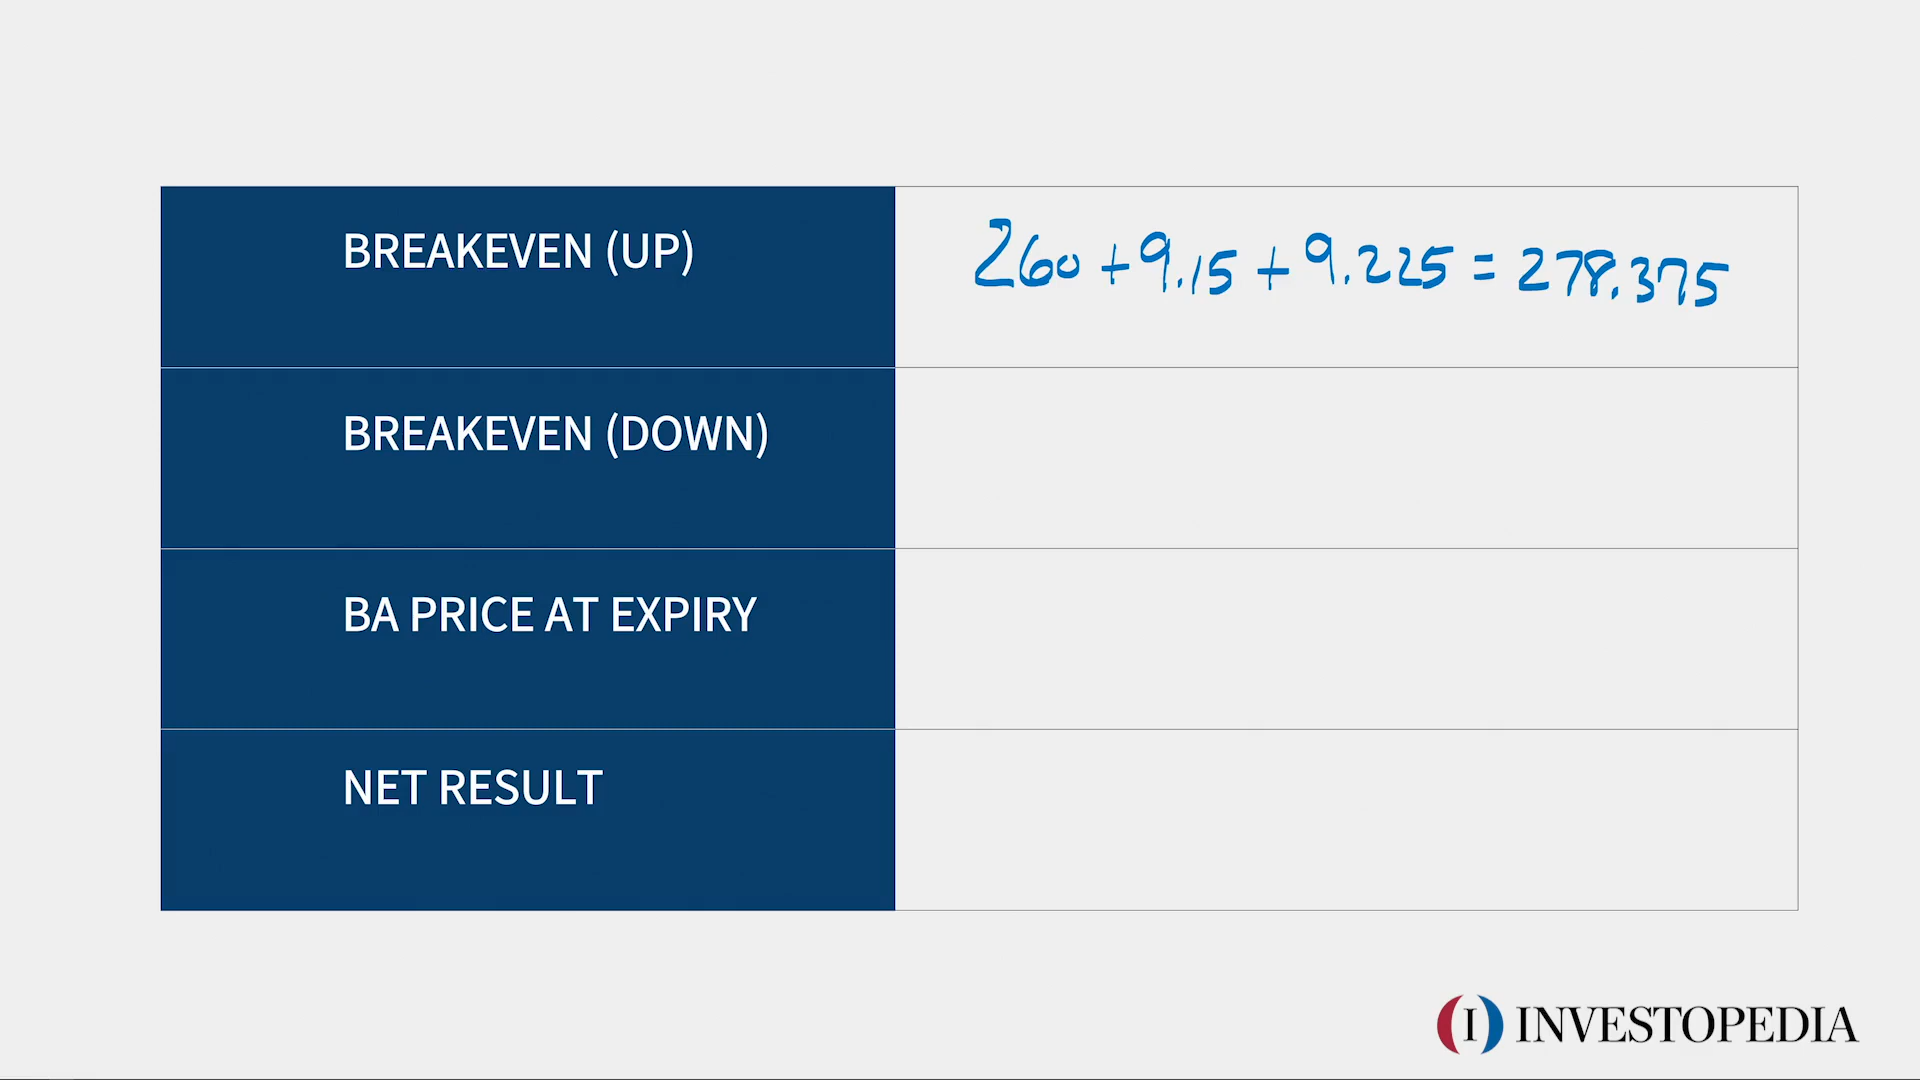 BREAKEVEN (UP)
260 + 9.15 + 9.225 = 278.375
BREAKEVEN (DOWN)
BA PRICE AT EXPIRY
NET RESULT
I INVESTOPEDIA